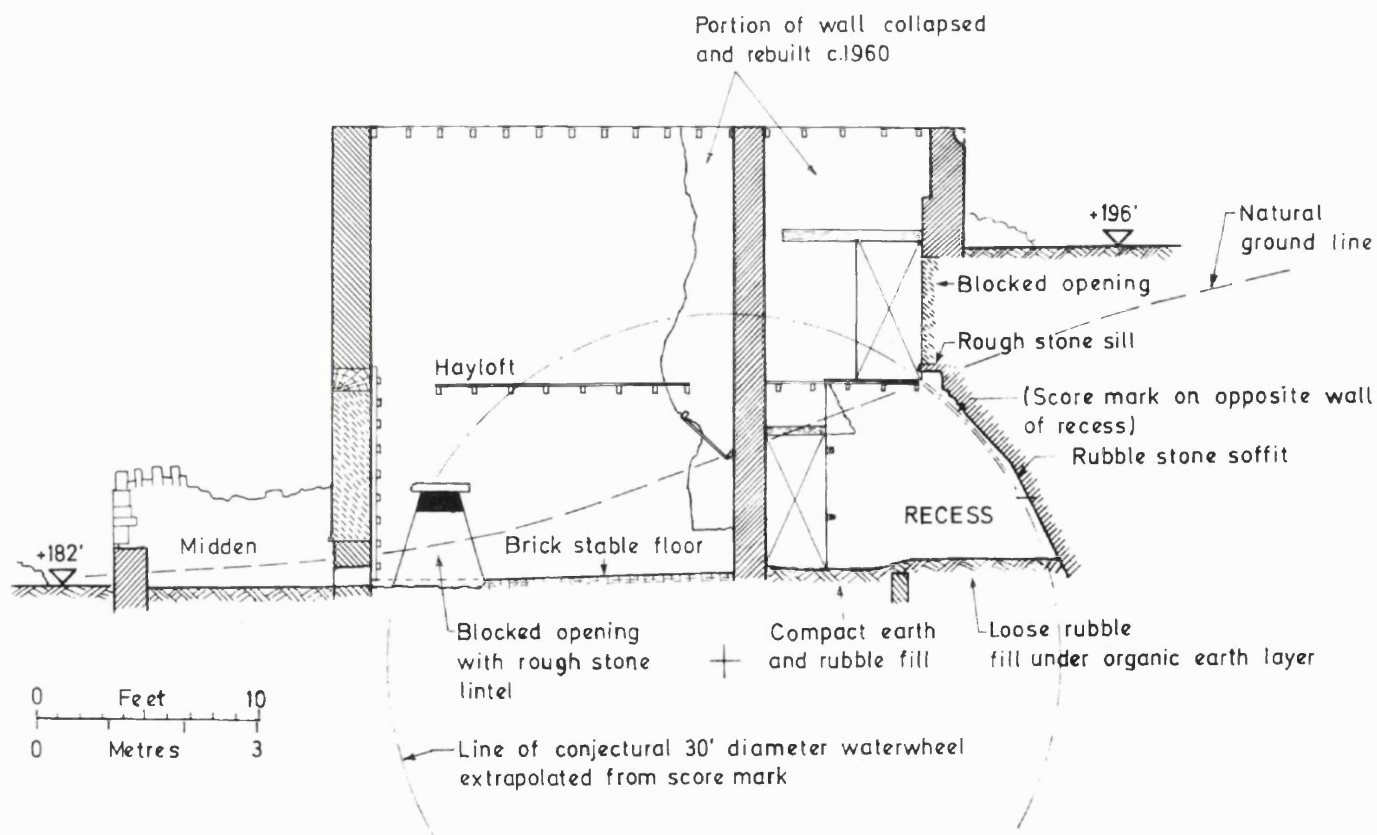 Portion of wall collapsed
and rebuilt c.1960
+196'
Natural
ground line
Blocked opening
Rough stone sill
Hayloft
(Score mark on opposite wall
of recess)
Rubble stone soffit
RECESS
+182'
Midden
Brick stable floor
Blocked opening
with rough stone
lintel
Compact earth
and rubble fill
Loose rubble
fill under organic earth layer
0 Feet 10
0 Metres 3
Line of conjectural 30' diameter waterwheel
extrapolated from score mark